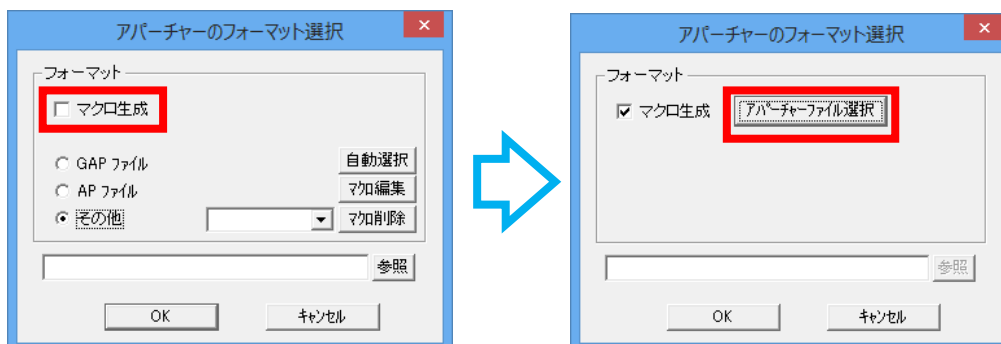 アパーチャーのフォーマット選択
フォーマット
マクロ生成
GAP ファイル
自動選択
AP ファイル
マクロ編集
その他
マクロ削除
参照
OK
キャンセル
アパーチャーのフォーマット選択
フォーマット
マクロ生成
アパーチャーファイル選択
参照
OK
キャンセル